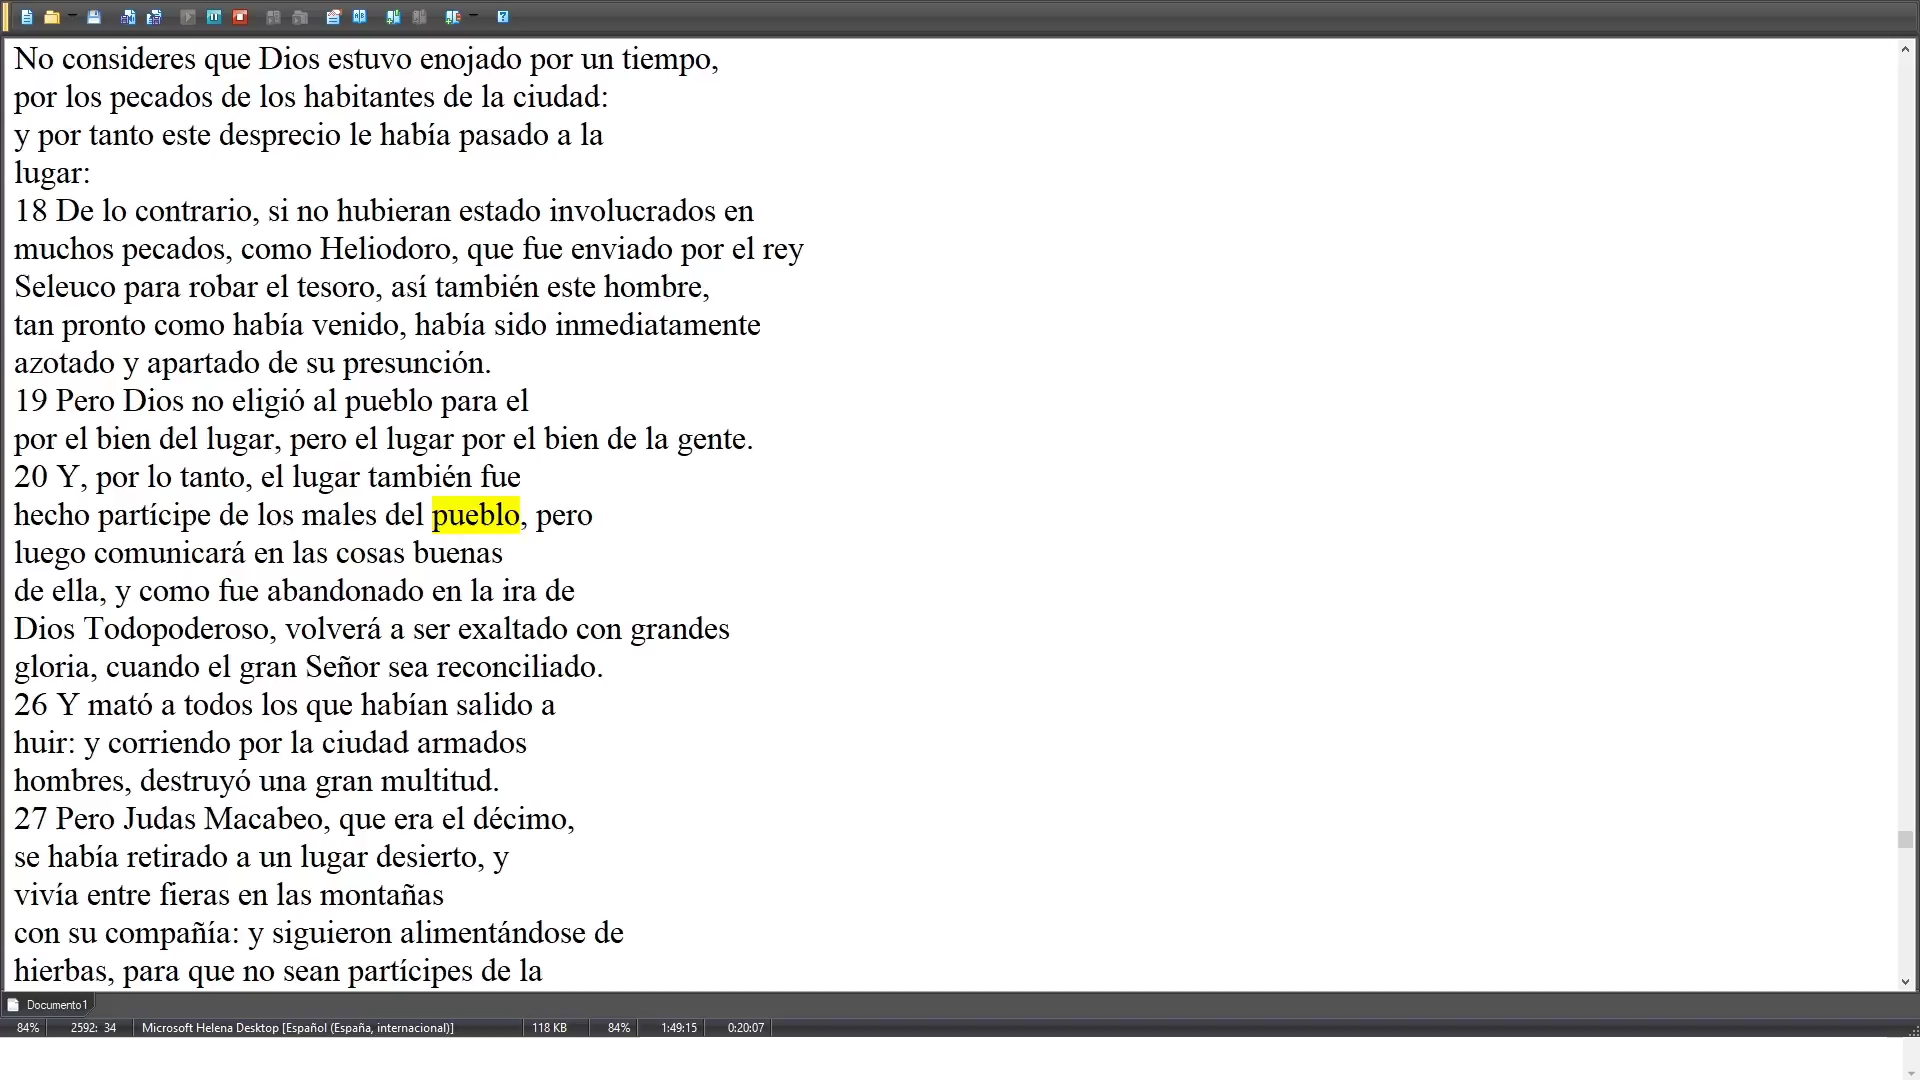 No consideres que Dios estuvo enojado por un tiempo,
por los pecados de los habitantes de la ciudad:
y por tanto este desprecio le había pasado a la
lugar:
18 De lo contrario, si no hubieran estado involucrados en
muchos pecados, como Heliodoro, que fue enviado por el rey
Seleuco para robar el tesoro, así también este hombre,
tan pronto como había venido, había sido inmediatamente
azotado y apartado de su presunción.
19 Pero Dios no eligió al pueblo para el
por el bien del lugar, pero el lugar por el bien de la gente.
20 Y, por lo tanto, el lugar también fue
hecho partícipe de los males del pueblo, pero
luego comunicará en las cosas buenas
de ella, y como fue abandonado en la ira de
Dios Todopoderoso, volverá a ser exaltado con grandes
gloria, cuando el gran Señor sea reconciliado.
26 Y mató a todos los que habían salido a
huir: y corriendo por la ciudad armados
hombres, destruyó una gran multitud.
27 Pero Judas Macabeo, que era el décimo,
se había retirado a un lugar desierto, y
vivía entre fieras en las montañas
con su compañía: y siguieron alimentándose de
hierbas, para que no sean partícipes de la
Documento1
84% 2592: 34 Microsoft Helena Desktop [Español (España, internacional)] 118 KB 84% 1:49:15 0:20:07